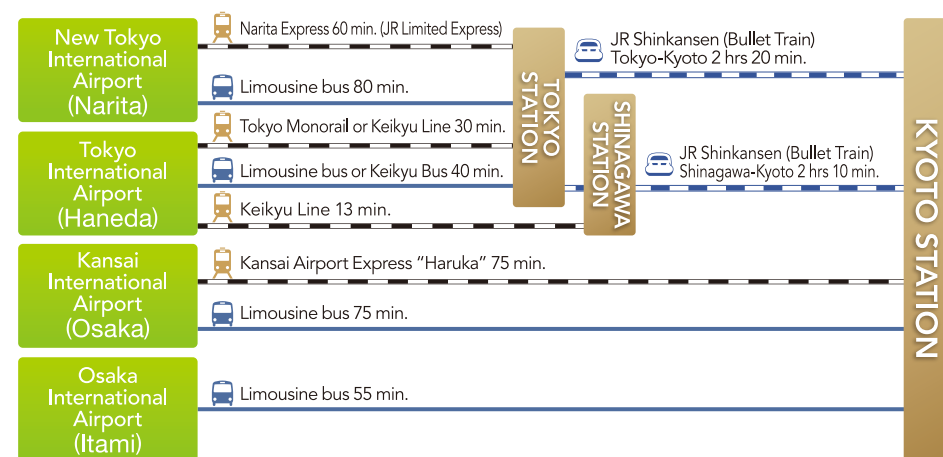 New Tokyo
International
Airport
(Narita)
Narita Express 60 min. (JR Limited Express)
Limousine bus 80 min.
Tokyo
International
Airport
(Haneda)
Tokyo Monorail or Keikyu Line 30 min.
Limousine bus or Keikyu Bus 40 min.
Keikyu Line 13 min.
TOKYO
STATION
JR Shinkansen (Bullet Train)
Tokyo-Kyoto 2 hrs 20 min.
SHINAGAWA
STATION
JR Shinkansen (Bullet Train)
Shinagawa-Kyoto 2 hrs 10 min.
Kansai
International
Airport
(Osaka)
Kansai Airport Express “Haruka” 75 min.
Limousine bus 75 min.
Osaka
International
Airport
(Itami)
Limousine bus 55 min.
KYOTO STATION